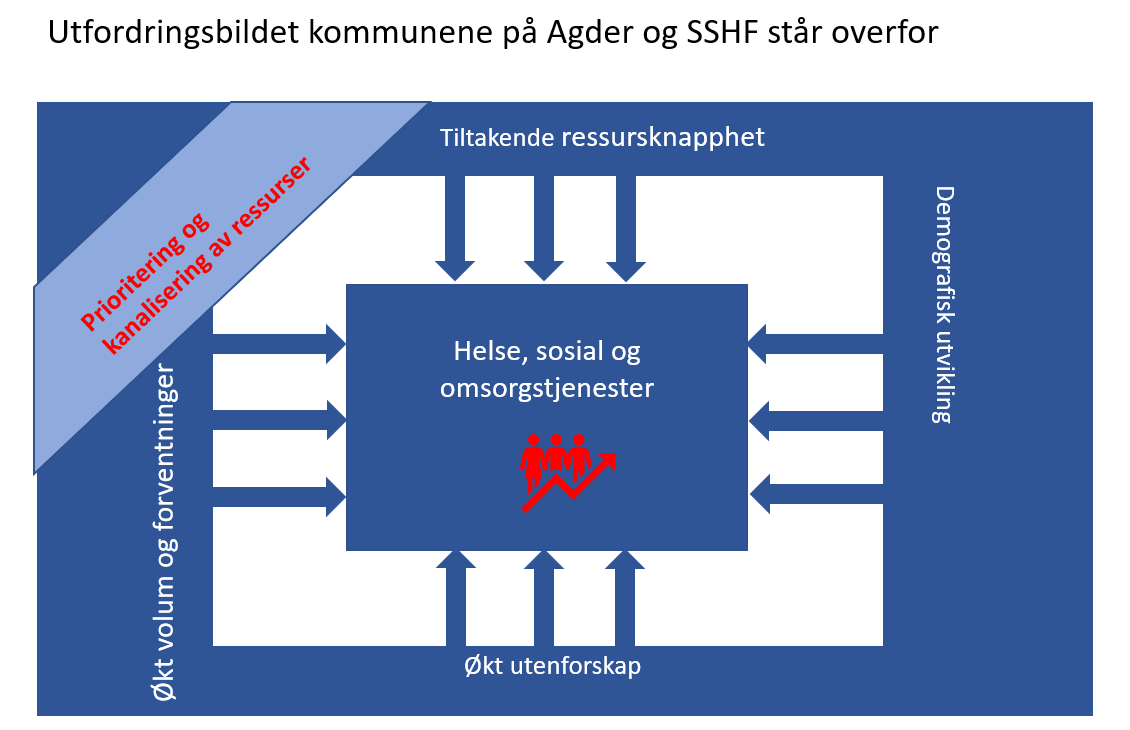 Utfordringsbildet kommunene på Agder og SSHF står overfor
Tiltakende ressursknapphet
Prioritering og
kanalisering av ressurser
Demografisk utvikling
Helse, sosial og
omsorgstjenester
Økt volum og forventninger
Økt utenforskap